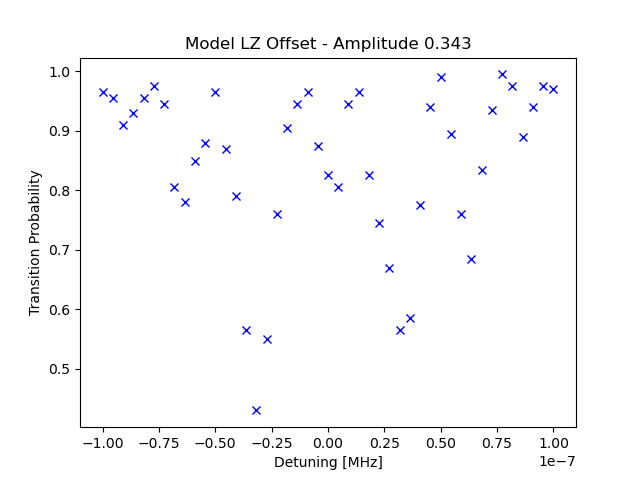 Model LZ Offset - Amplitude 0.343
Transition Probability
1.0
0.9
0.8
0.7
0.6
0.5
−1.00 −0.75 −0.50 −0.25 0.00 0.25 0.50 0.75 1.00
1e−7
Detuning [MHz]